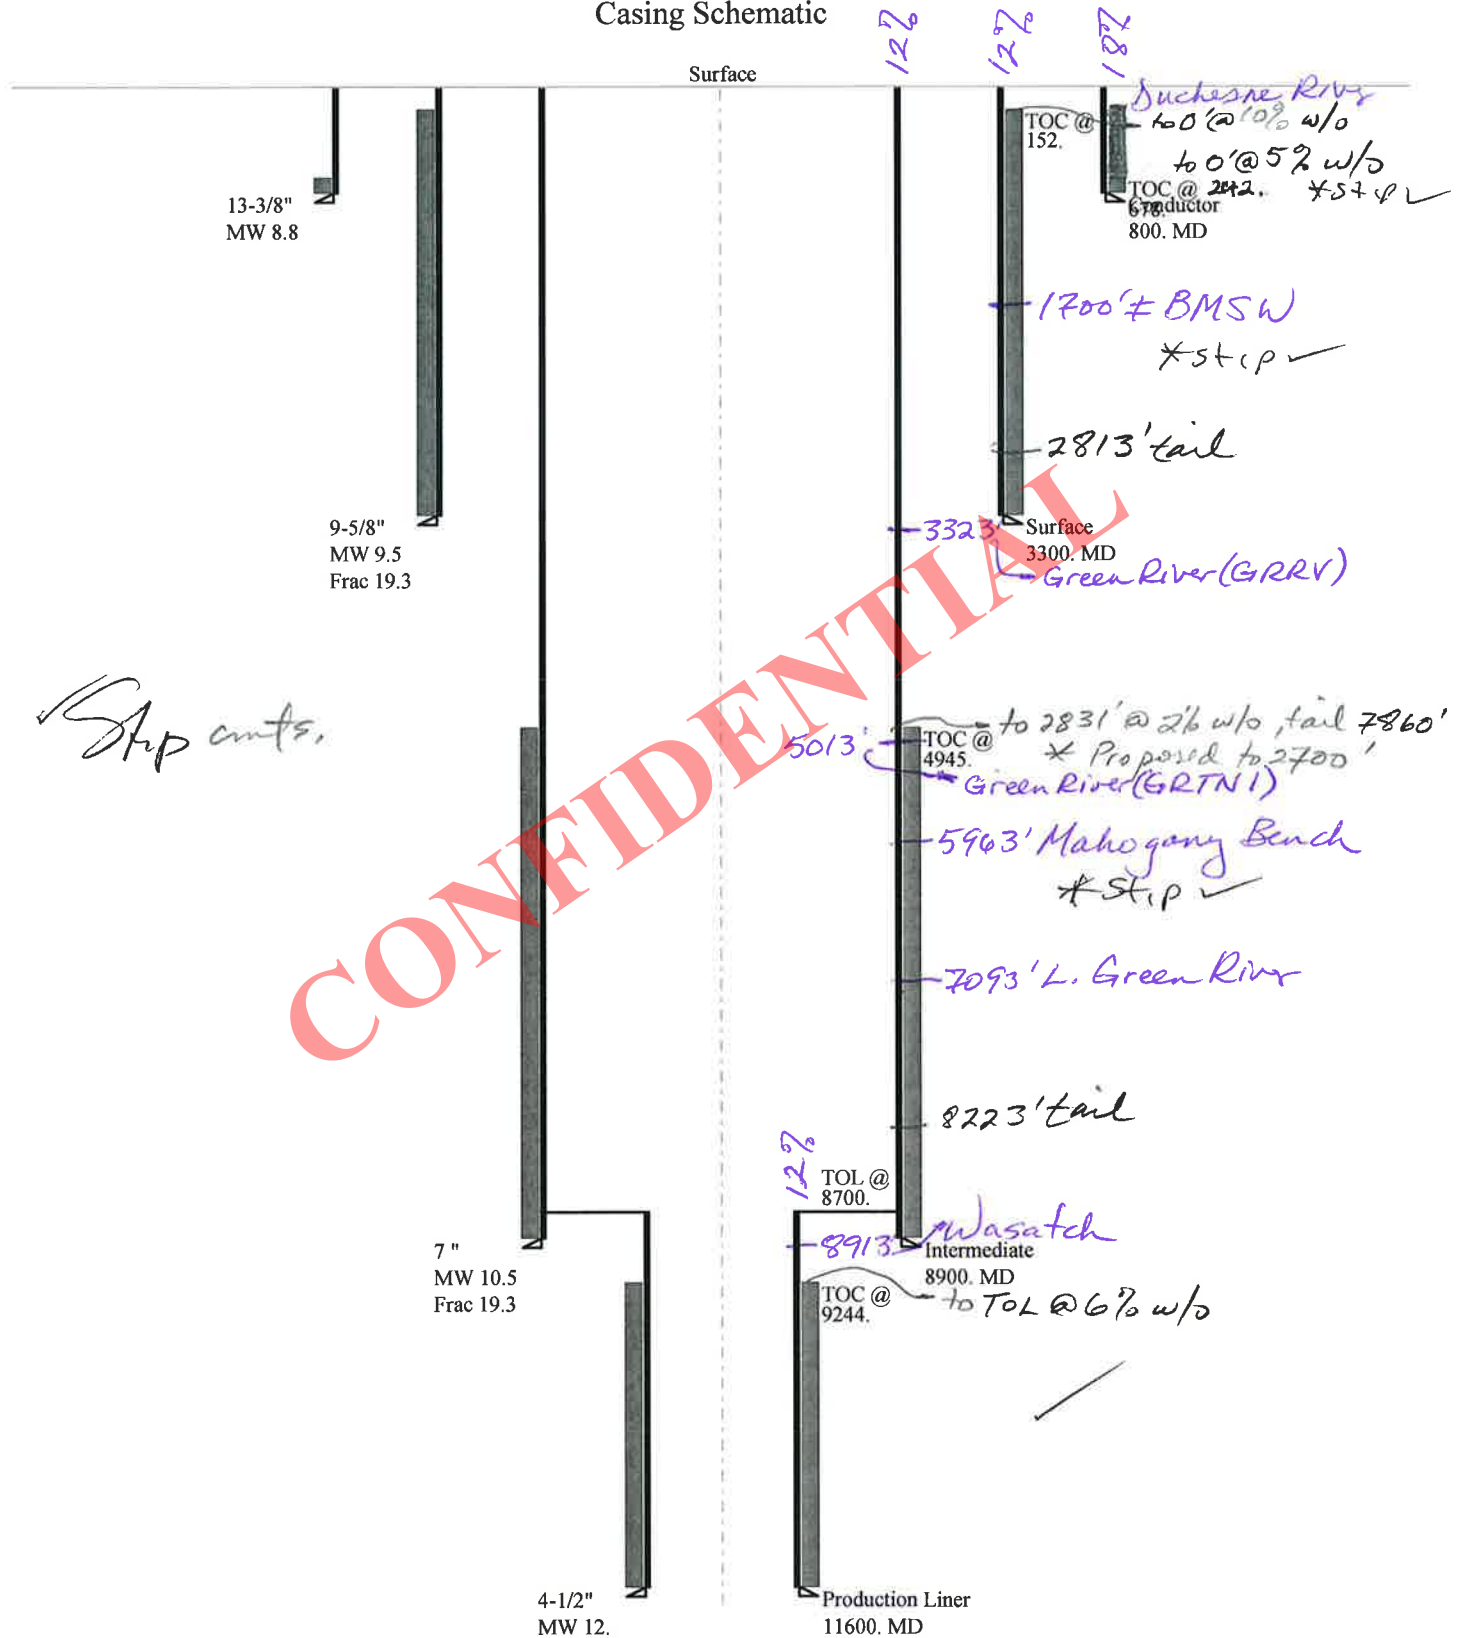 Casing Schematic
12%
12%
18%
Surface
Duchesne River
TOC @
152.
to 0' @ 10% w/o
to 0' @ 5% w/o
*stip ✓
TOC @
Conductor
800. MD
13-3/8"
MW 8.8
1700' ± BMSW
*stip ✓
2813' tail
9-5/8"
MW 9.5
Frac 19.3
3323'
Surface
3300. MD
Green River (GRRV)
✓ Stip cmts.
to 2831' @ 2% w/o, tail 7860'
* Proposed to 2700'
5013'
TOC @
4945.
Green River (GRTN1)
5963' Mahogany Bench
*stip ✓
7093' L. Green River
8223' tail
12%
TOL @
8700.
Wasatch
8913'
7 "
MW 10.5
Frac 19.3
Intermediate
8900. MD
TOC @
9244.
to TOL @ 6% w/o
4-1/2"
MW 12.
Production Liner
11600. MD
CONFIDENTIAL